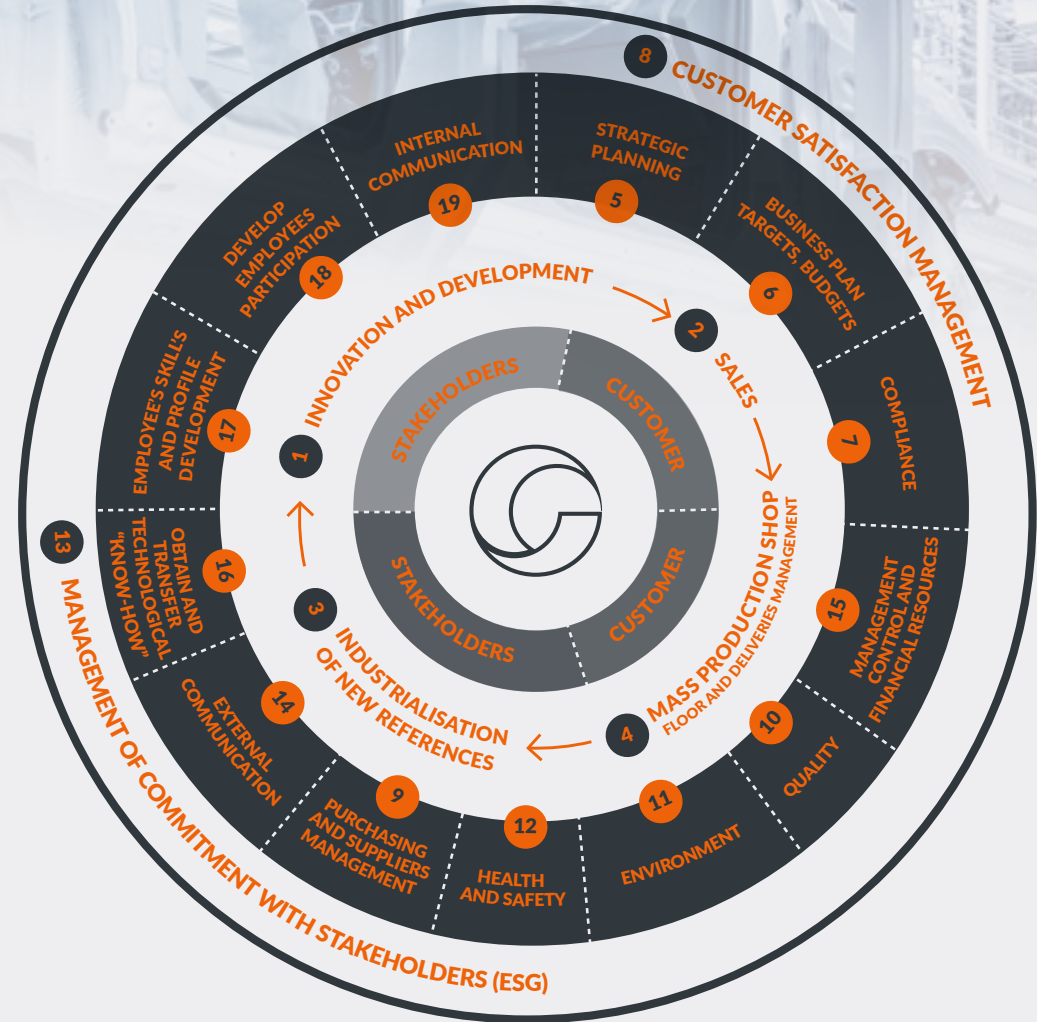 8
CUSTOMER SATISFACTION MANAGEMENT
STRATEGIC
PLANNING
5
BUSINESS PLAN
TARGETS, BUDGETS
6
COMPLIANCE
7
MANAGEMENT
CONTROL AND
FINANCIAL RESOURCES
15
QUALITY
10
ENVIRONMENT
11
HEALTH
AND SAFETY
12
PURCHASING
AND SUPPLIERS
MANAGEMENT
9
EXTERNAL
COMMUNICATION
14
OBTAIN AND
TRANSFER
TECHNOLOGICAL
"KNOW-HOW"
16
EMPLOYEE'S SKILL'S
AND PROFILE
DEVELOPMENT
17
DEVELOP
EMPLOYEES
PARTICIPATION
18
INTERNAL
COMMUNICATION
19
1
INNOVATION AND DEVELOPMENT
2
SALES
MASS PRODUCTION SHOP
FLOOR AND DELIVERIES MANAGEMENT
4
INDUSTRIALISATION
OF NEW REFERENCES
3
STAKEHOLDERS
CUSTOMER
CUSTOMER
STAKEHOLDERS
13
MANAGEMENT OF COMMITMENT WITH STAKEHOLDERS (ESG)